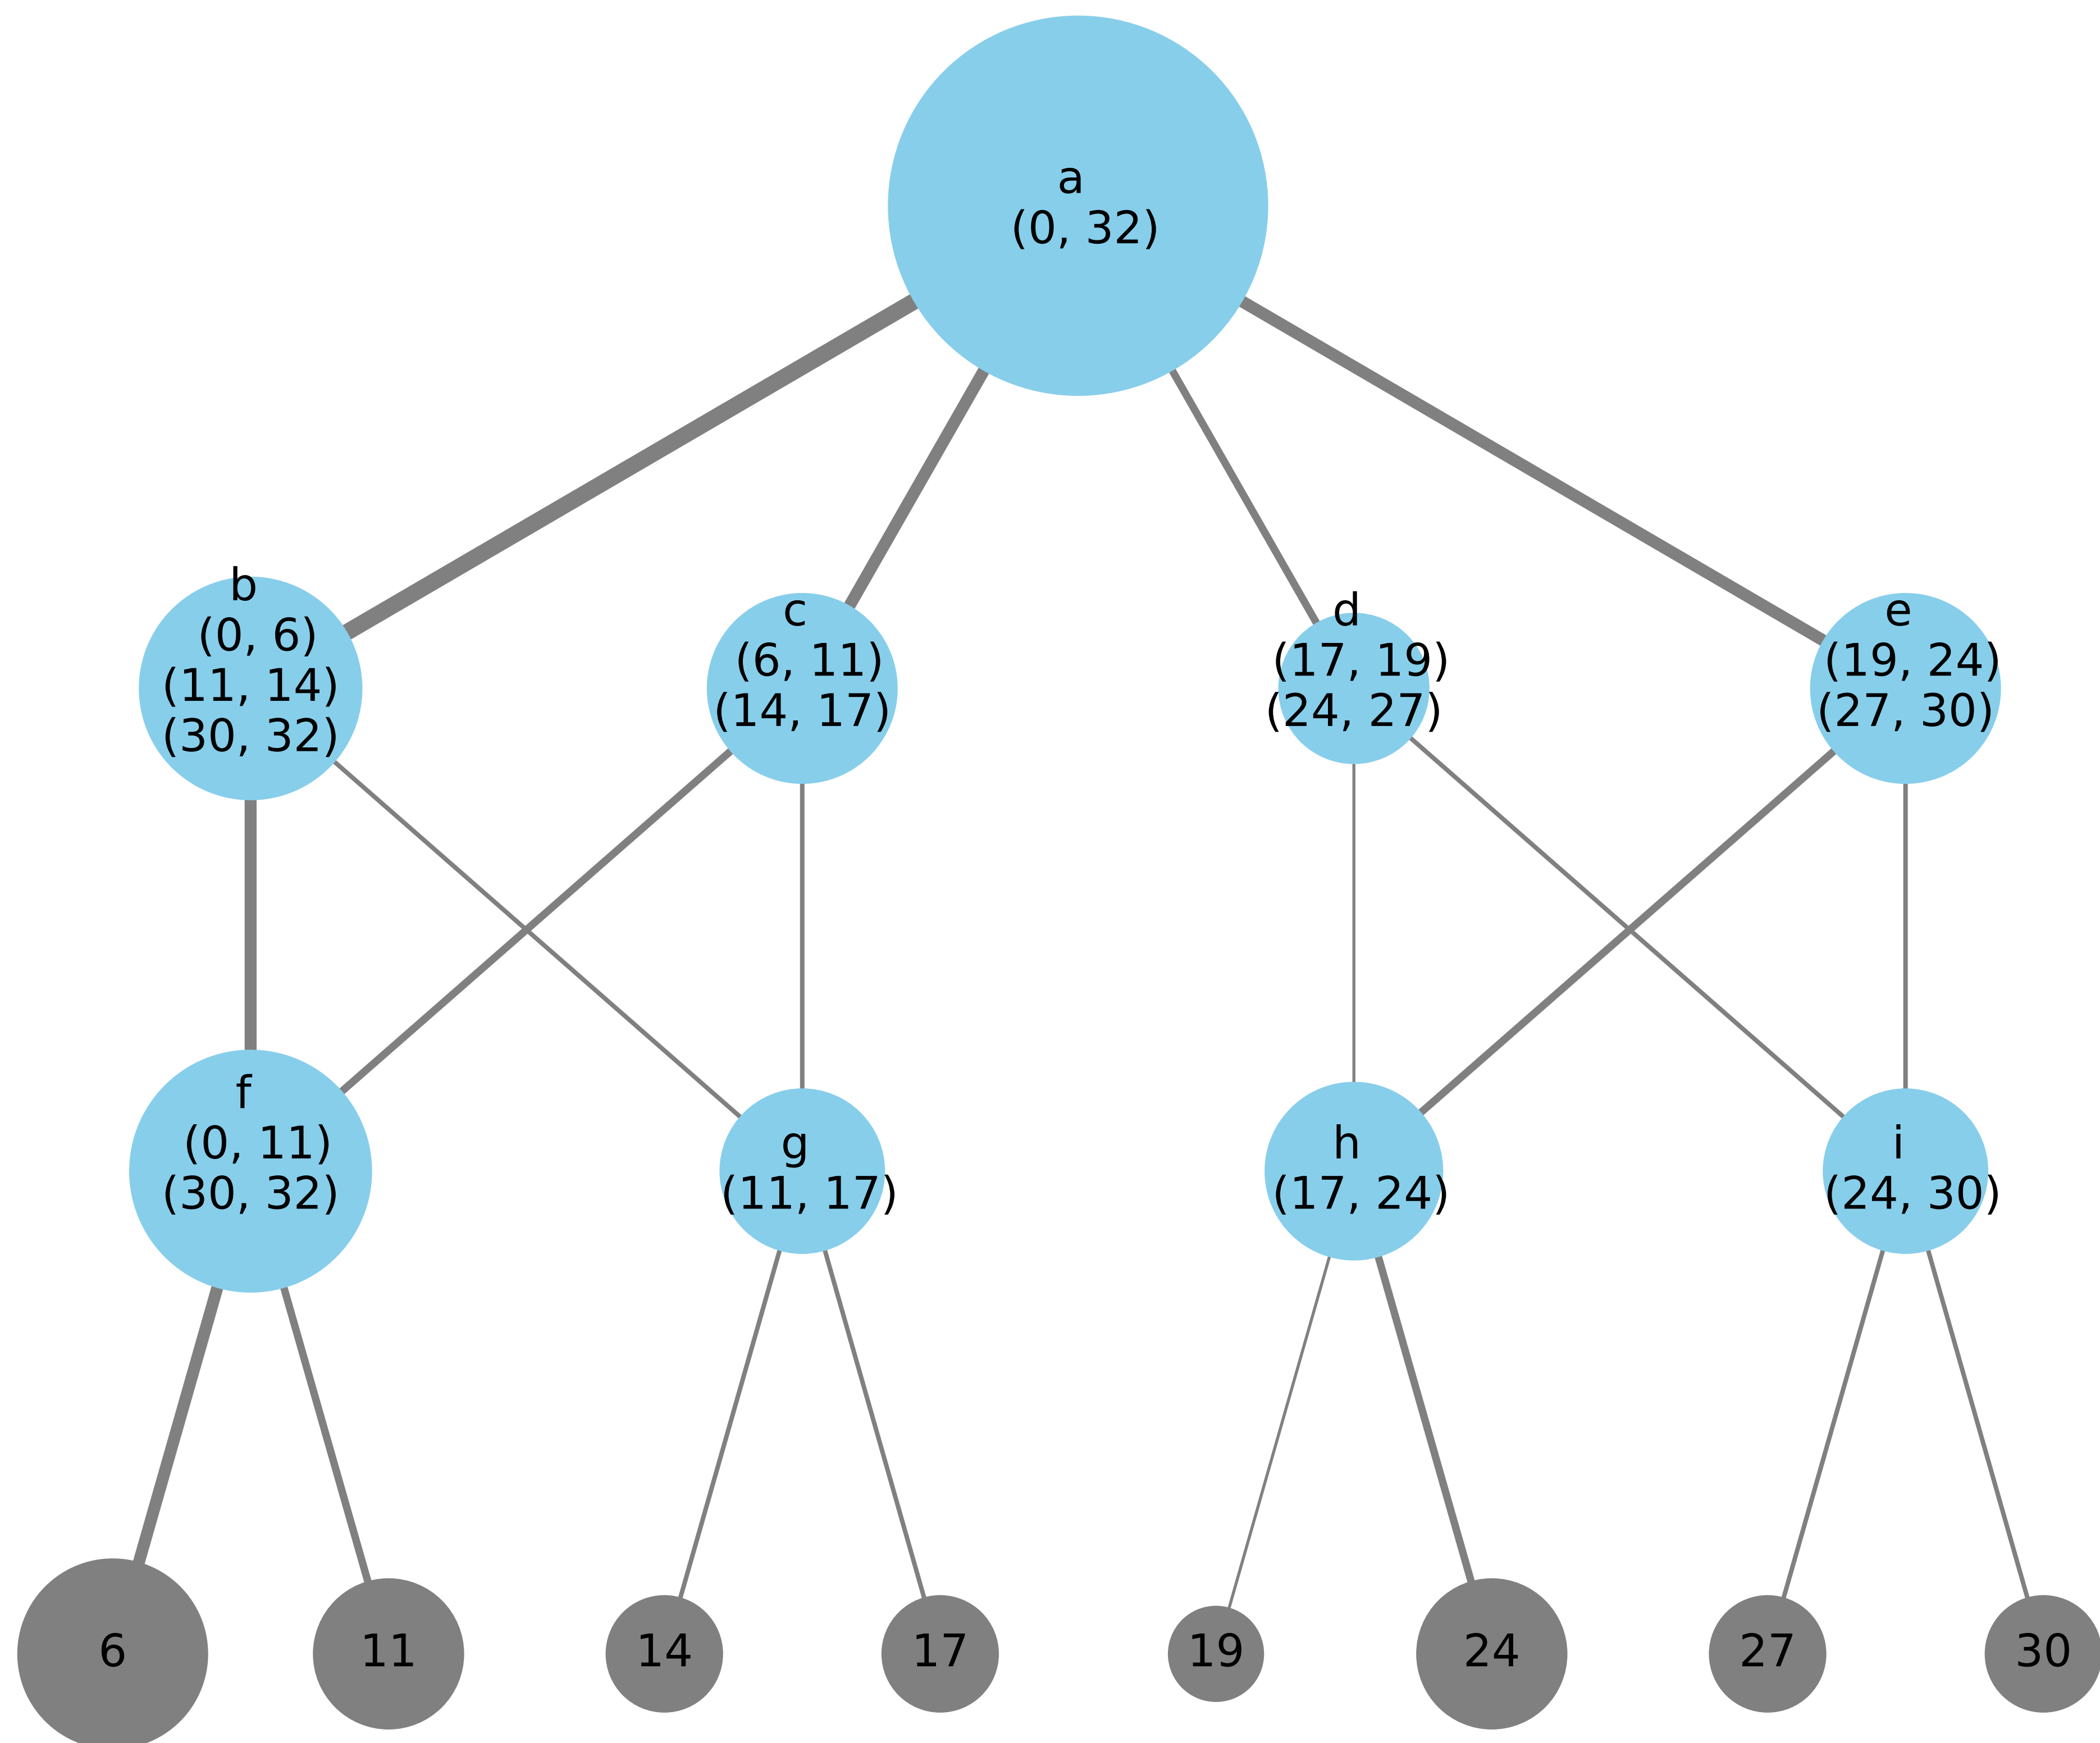 a
(0, 32)
b
(0, 6)
(11, 14)
(30, 32)
c
(6, 11)
(14, 17)
d
(17, 19)
(24, 27)
e
(19, 24)
(27, 30)
f
(0, 11)
(30, 32)
g
(11, 17)
h
(17, 24)
i
(24, 30)
6
11
14
17
19
24
27
30